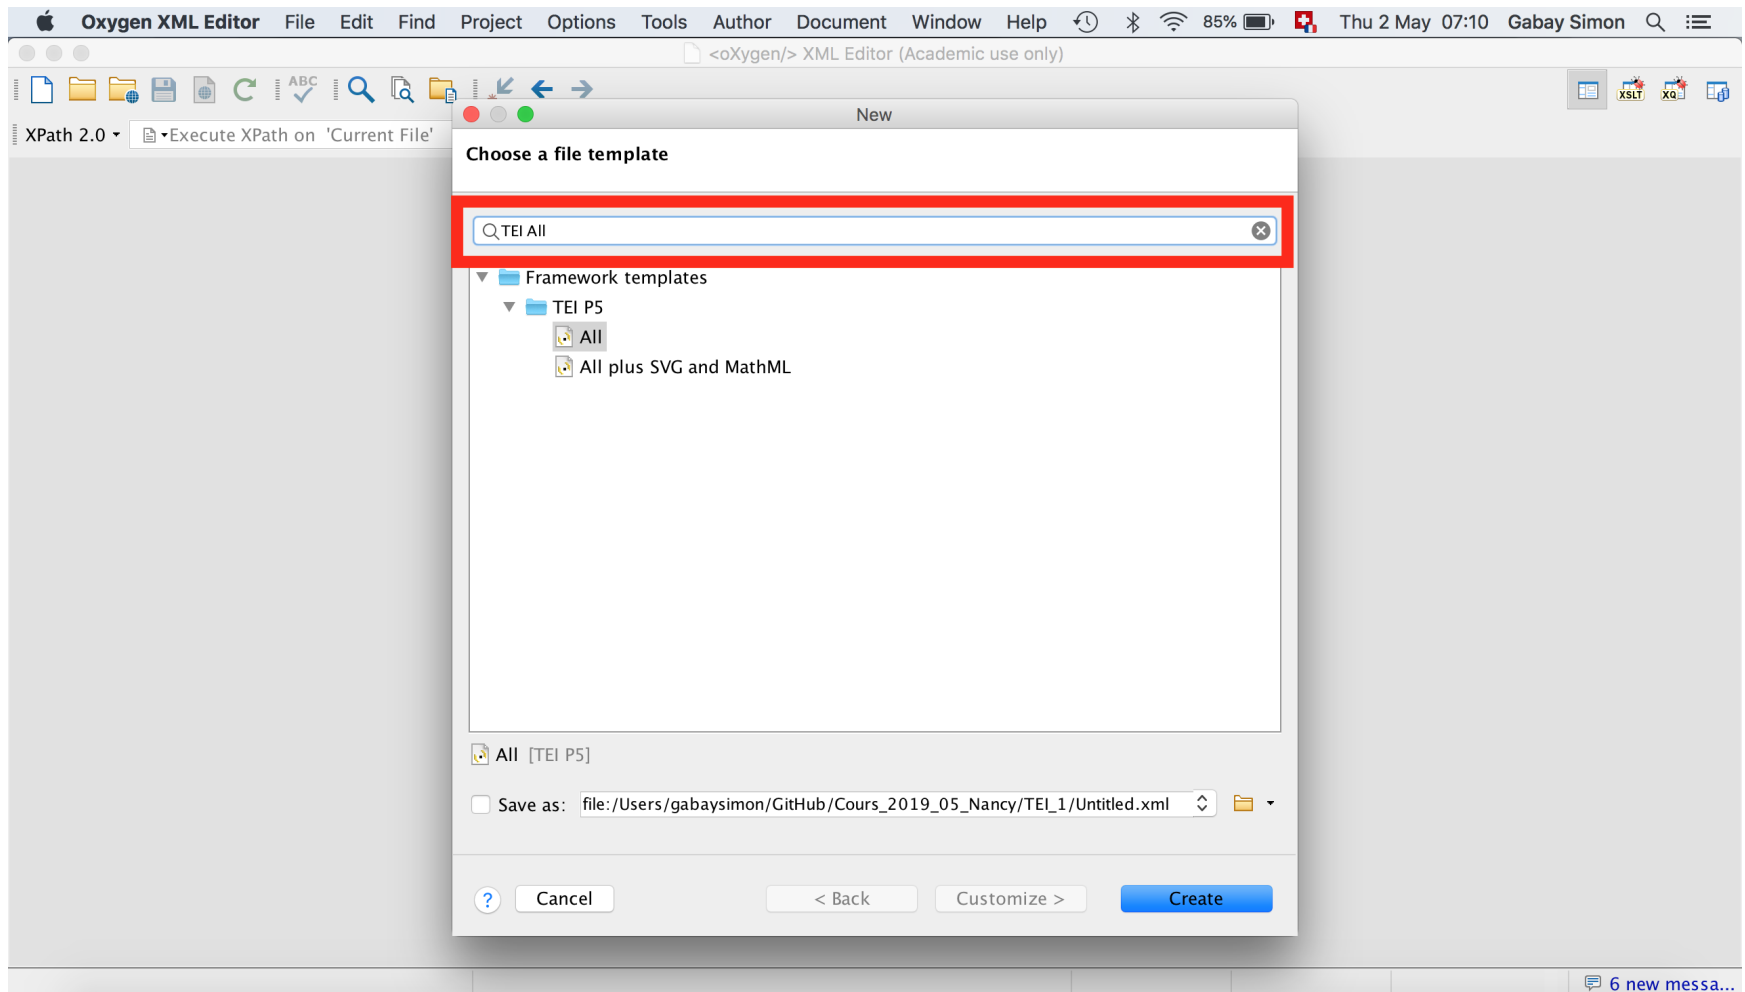 Oxygen XML Editor File Edit Find Project Options Tools Author Document Window Help 85% Thu 2 May 07:10 Gabay Simon
<oXygen/> XML Editor (Academic use only)
ABC
XSLT XQ
XPath 2.0 Execute XPath on 'Current File'
New
Choose a file template
TEI All
Framework templates
TEI P5
All
All plus SVG and MathML
All [TEI P5]
Save as: file:/Users/gabaysimon/GitHub/Cours_2019_05_Nancy/TEI_1/Untitled.xml
? Cancel < Back Customize > Create
6 new messa...